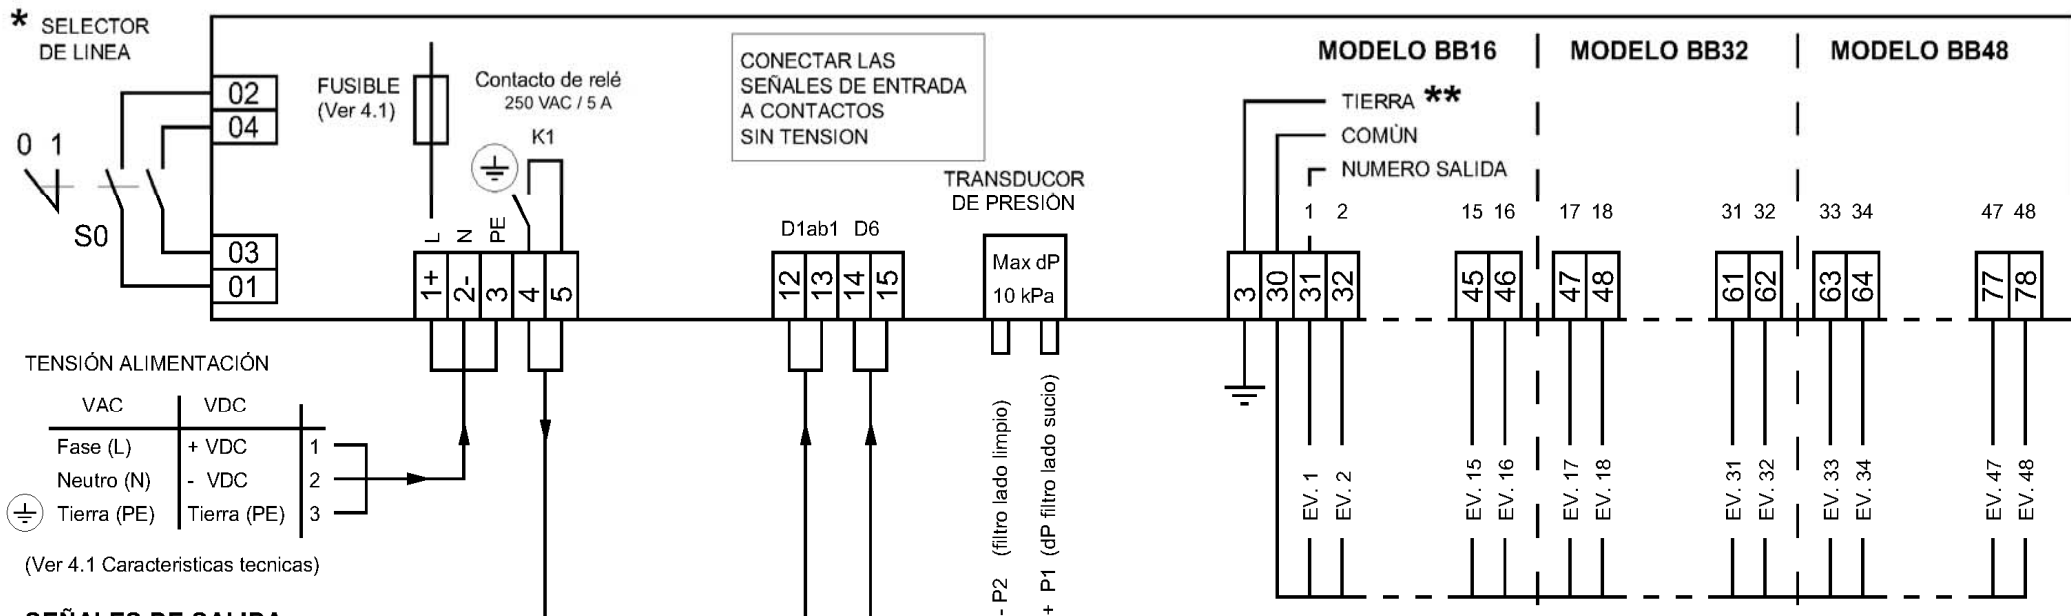 * SELECTOR
DE LINEA
02
04
0 1
S0
03
01
FUSIBLE
(Ver 4.1)
Contacto de relé
250 VAC / 5 A
K1
L N PE
1+ 2- 3 4 5
CONECTAR LAS
SEÑALES DE ENTRADA
A CONTACTOS
SIN TENSION
D1ab1 D6
12 13 14 15
TRANSDUCOR
DE PRESIÓN
Max dP
10 kPa
- P2 (filtro lado limpio)
+ P1 (dP filtro lado sucio)
MODELO BB16
MODELO BB32
MODELO BB48
TIERRA **
COMÙN
NUMERO SALIDA
1 2 15 16 17 18 31 32 33 34 47 48
3 30 31 32 45 46 47 48 61 62 63 64 77 78
EV. 1 EV. 2 EV. 15 EV. 16 EV. 17 EV. 18 EV. 31 EV. 32 EV. 33 EV. 34 EV. 47 EV. 48
TENSIÓN ALIMENTACIÓN
VAC VDC
Fase (L) + VDC 1
Neutro (N) - VDC 2
Tierra (PE) Tierra (PE) 3
(Ver 4.1 Caracteristicas tecnicas)
SEÑALES DE SALIDA